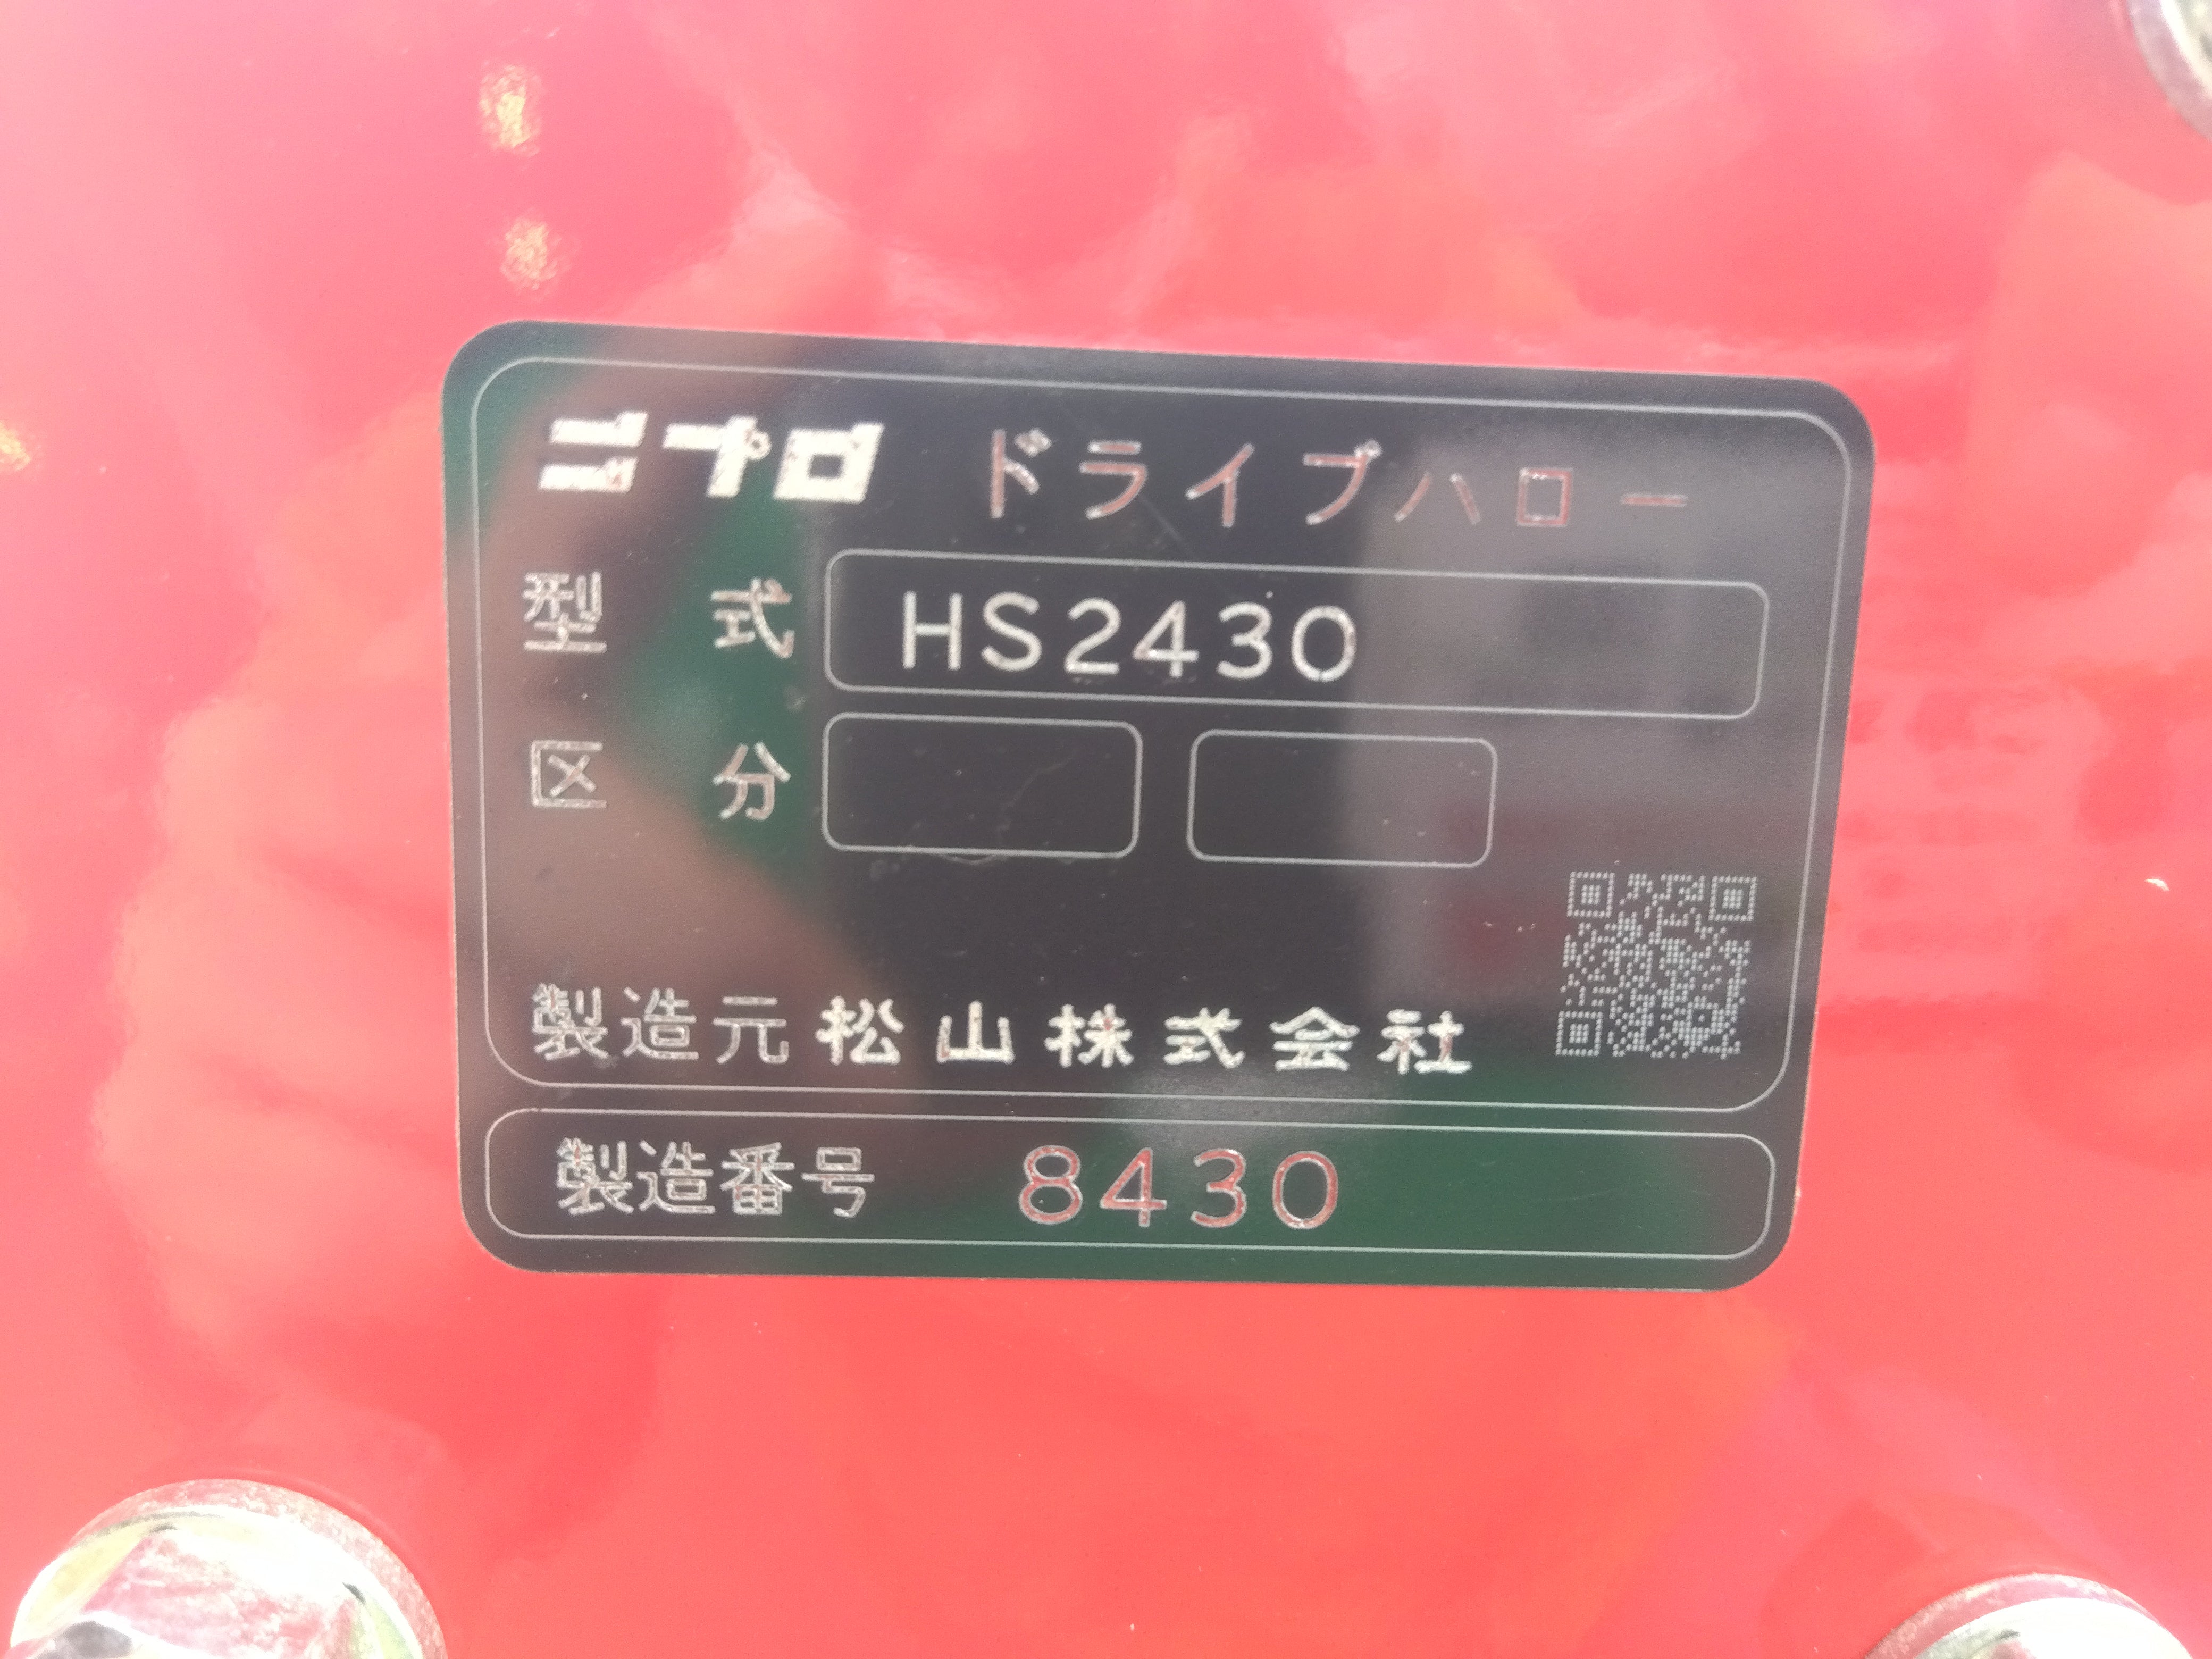 ニプロ ドライブハロー
型式 HS2430
区分
製造元 松山株式会社
製造番号 8430